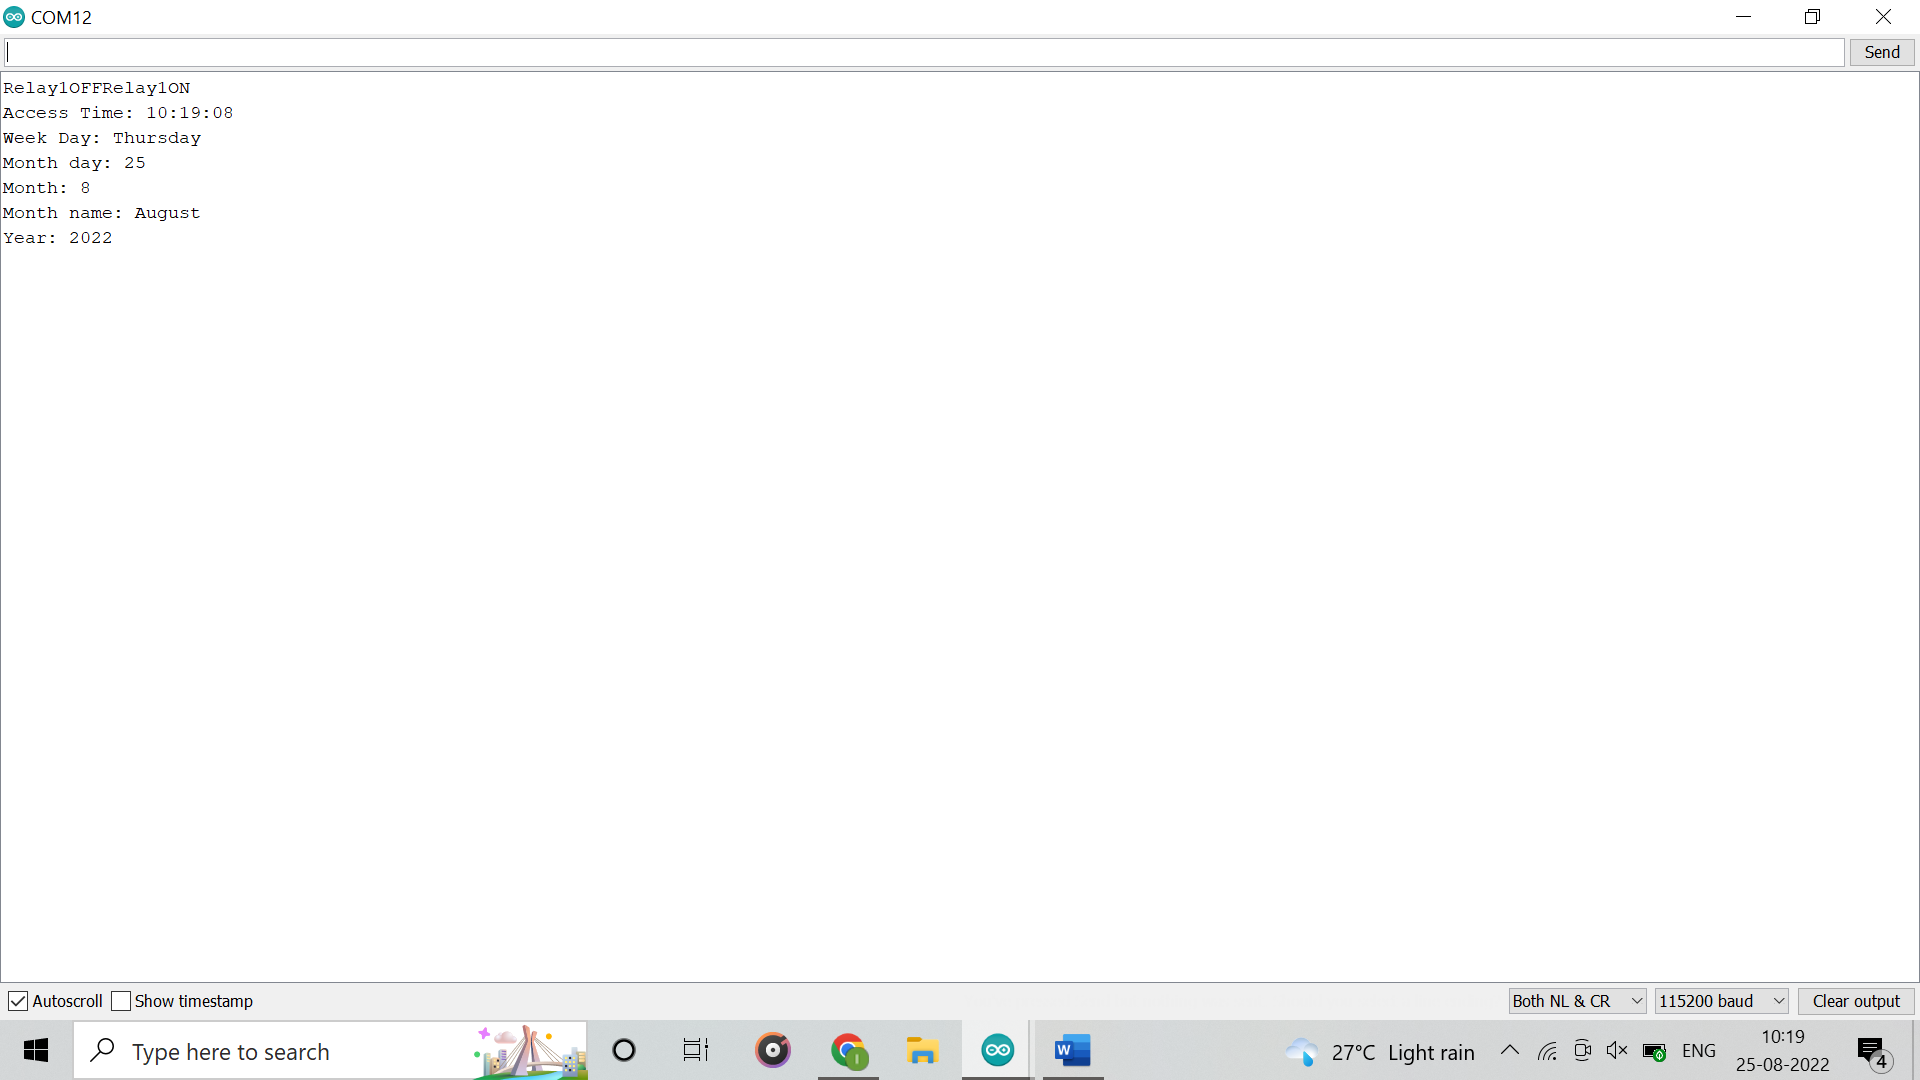 COM12
Send
Relay1OFFRelay1ON
Access Time: 10:19:08
Week Day: Thursday
Month day: 25
Month: 8
Month name: August
Year: 2022
Autoscroll Show timestamp Both NL & CR 115200 baud Clear output
Type here to search 27°C Light rain ENG 10:19
25-08-2022 4